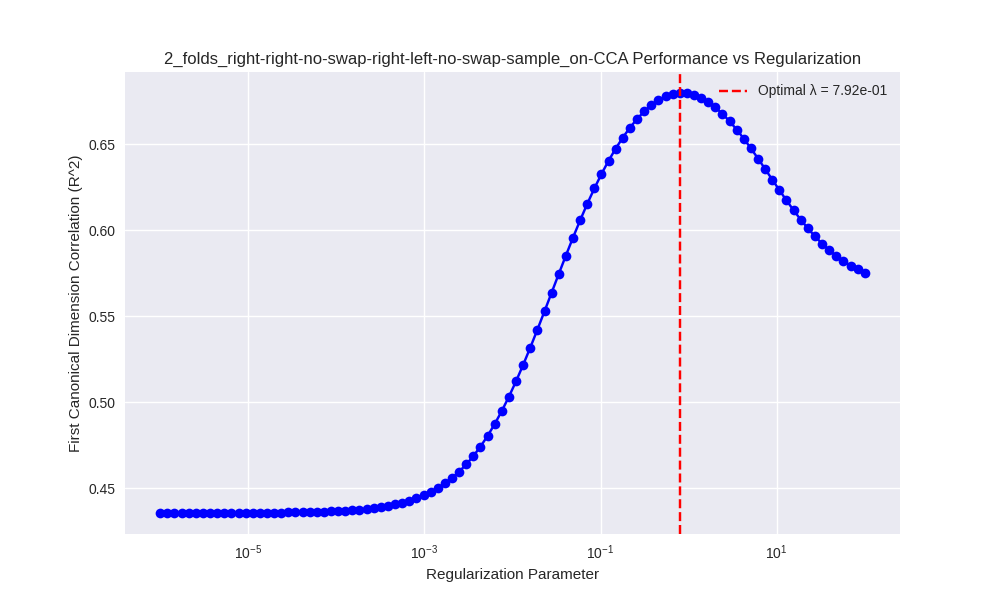 2_folds_right-right-no-swap-right-left-no-swap-sample_on-CCA Performance vs Regularization
Optimal λ = 7.92e-01
First Canonical Dimension Correlation (R^2)
0.65
0.60
0.55
0.50
0.45
10⁻⁵
10⁻³
10⁻¹
10¹
Regularization Parameter